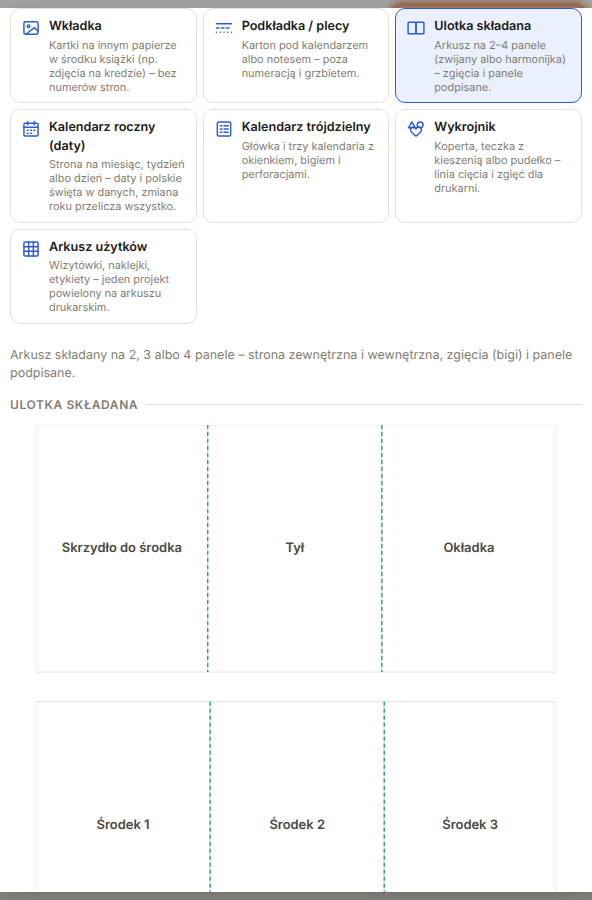 Wkładka
Kartki na innym papierze
w środku książki (np.
zdjęcia na kredzie) – bez
numerów stron.
Podkładka / plecy
Karton pod kalendarzem
albo notesem – poza
numeracją i grzbietem.
Ulotka składana
Arkusz na 2–4 panele
(zwijany albo harmonijka)
– zgięcia i panele
podpisane.
Kalendarz roczny
(daty)
Strona na miesiąc, tydzień
albo dzień – daty i polskie
święta w danych, zmiana
roku przelicza wszystko.
Kalendarz trójdzielny
Główka i trzy kalendaria z
okienkiem, bigiem i
perforacjami.
Wykrojnik
Koperta, teczka z
kieszenią albo pudełko –
linia cięcia i zgięć dla
drukarni.
Arkusz użytków
Wizytówki, naklejki,
etykiety – jeden projekt
powielony na arkuszu
drukarskim.
Arkusz składany na 2, 3 albo 4 panele – strona zewnętrzna i wewnętrzna, zgięcia (bigi) i panele
podpisane.
ULOTKA SKŁADANA
Skrzydło do środka
Tył
Okładka
Środek 1
Środek 2
Środek 3